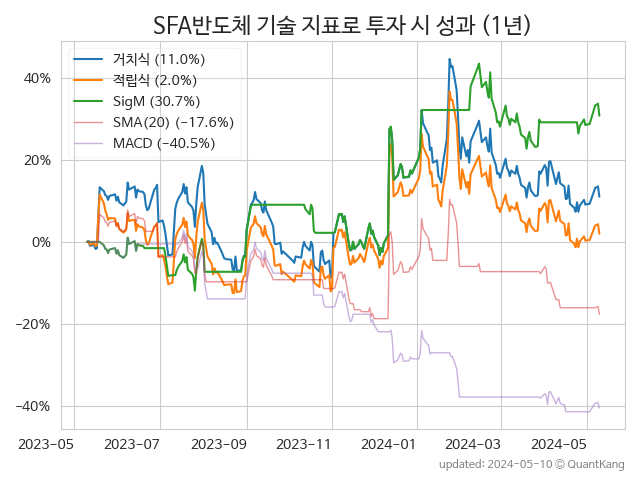 SFA반도체 기술 지표로 투자 시 성과 (1년)
거치식 (11.0%)
적립식 (2.0%)
SigM (30.7%)
SMA(20) (−17.6%)
MACD (−40.5%)
40%
20%
0%
−20%
−40%
2023-05 2023-07 2023-09 2023-11 2024-01 2024-03 2024-05
updated: 2024-05-10 © QuantKang